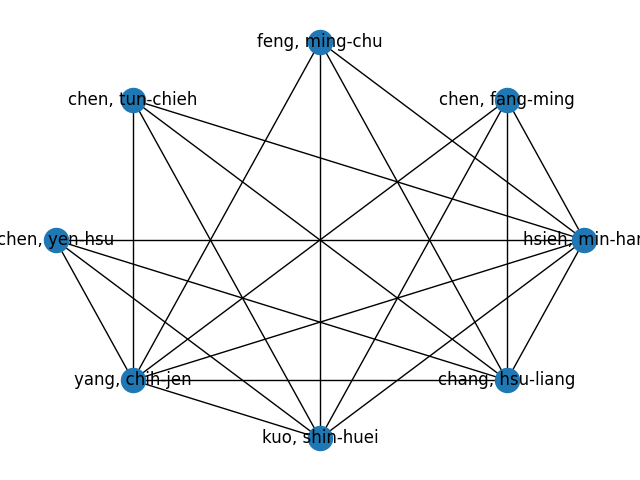 feng, ming-chu
chen, tun-chieh
chen, fang-ming
chen, yen hsu
hsieh, min-har
yang, chih-jen
chang, hsu-liang
kuo, shin-huei